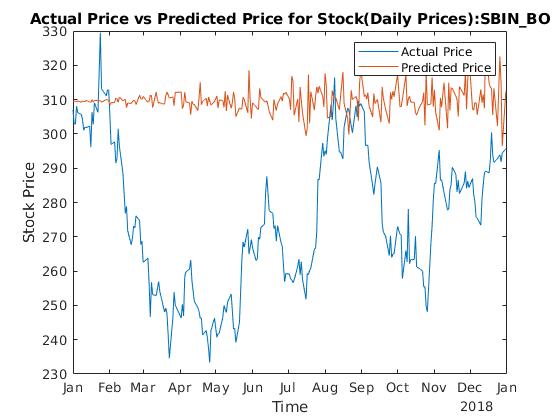 Actual Price vs Predicted Price for Stock(Daily Prices):SBIN_BO
330
320
310
300
290
280
270
260
250
240
230
Stock Price
Actual Price
Predicted Price
Jan Feb Mar Apr May Jun Jul Aug Sep Oct Nov Dec Jan
2018
Time